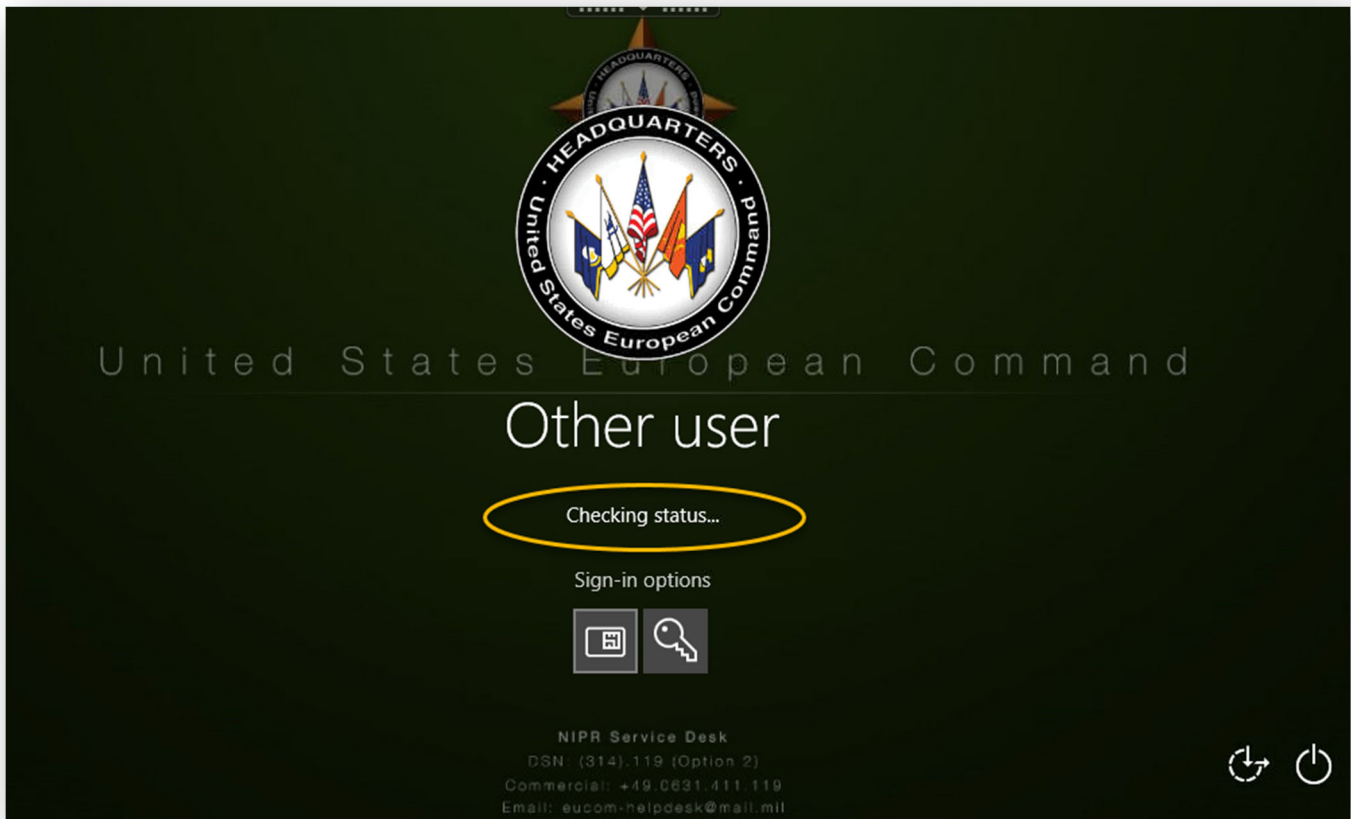 HEADQUARTERS
HEADQUARTERS
United States European Command
United States European Command
Other user
Checking status...
Sign-in options
NIPR Service Desk
DSN: (314).119 (Option 2)
Commercial: +49.0631.411.119
Email: eucom-helpdesk@mail.mil